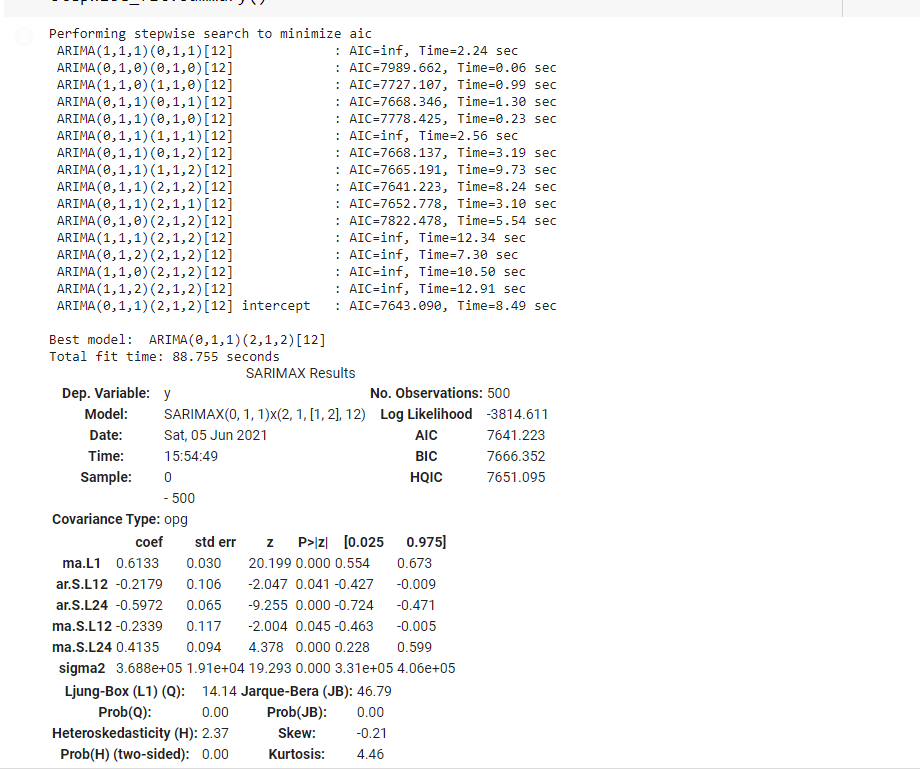 Performing stepwise search to minimize aic
ARIMA(1,1,1)(0,1,1)[12] : AIC=inf, Time=2.24 sec
ARIMA(0,1,0)(0,1,0)[12] : AIC=7989.662, Time=0.06 sec
ARIMA(1,1,0)(1,1,0)[12] : AIC=7727.107, Time=0.99 sec
ARIMA(0,1,1)(0,1,1)[12] : AIC=7668.346, Time=1.30 sec
ARIMA(0,1,1)(0,1,0)[12] : AIC=7778.425, Time=0.23 sec
ARIMA(0,1,1)(1,1,1)[12] : AIC=inf, Time=2.56 sec
ARIMA(0,1,1)(0,1,2)[12] : AIC=7668.137, Time=3.19 sec
ARIMA(0,1,1)(1,1,2)[12] : AIC=7665.191, Time=9.73 sec
ARIMA(0,1,1)(2,1,2)[12] : AIC=7641.223, Time=8.24 sec
ARIMA(0,1,1)(2,1,1)[12] : AIC=7652.778, Time=3.10 sec
ARIMA(0,1,0)(2,1,2)[12] : AIC=7822.478, Time=5.54 sec
ARIMA(1,1,1)(2,1,2)[12] : AIC=inf, Time=12.34 sec
ARIMA(0,1,2)(2,1,2)[12] : AIC=inf, Time=7.30 sec
ARIMA(1,1,0)(2,1,2)[12] : AIC=inf, Time=10.50 sec
ARIMA(1,1,2)(2,1,2)[12] : AIC=inf, Time=12.91 sec
ARIMA(0,1,1)(2,1,2)[12] intercept : AIC=7643.090, Time=8.49 sec
Best model: ARIMA(0,1,1)(2,1,2)[12]
Total fit time: 88.755 seconds
SARIMAX Results
Dep. Variable: y No. Observations: 500
Model: SARIMAX(0, 1, 1)x(2, 1, [1, 2], 12) Log Likelihood -3814.611
Date: Sat, 05 Jun 2021 AIC 7641.223
Time: 15:54:49 BIC 7666.352
Sample: 0 HQIC 7651.095
- 500
Covariance Type: opg
coef std err z P>|z| [0.025 0.975]
ma.L1 0.6133 0.030 20.199 0.000 0.554 0.673
ar.S.L12 -0.2179 0.106 -2.047 0.041 -0.427 -0.009
ar.S.L24 -0.5972 0.065 -9.255 0.000 -0.724 -0.471
ma.S.L12 -0.2339 0.117 -2.004 0.045 -0.463 -0.005
ma.S.L24 0.4135 0.094 4.378 0.000 0.228 0.599
sigma2 3.688e+05 1.91e+04 19.293 0.000 3.31e+05 4.06e+05
Ljung-Box (L1) (Q): 14.14 Jarque-Bera (JB): 46.79
Prob(Q): 0.00 Prob(JB): 0.00
Heteroskedasticity (H): 2.37 Skew: -0.21
Prob(H) (two-sided): 0.00 Kurtosis: 4.46